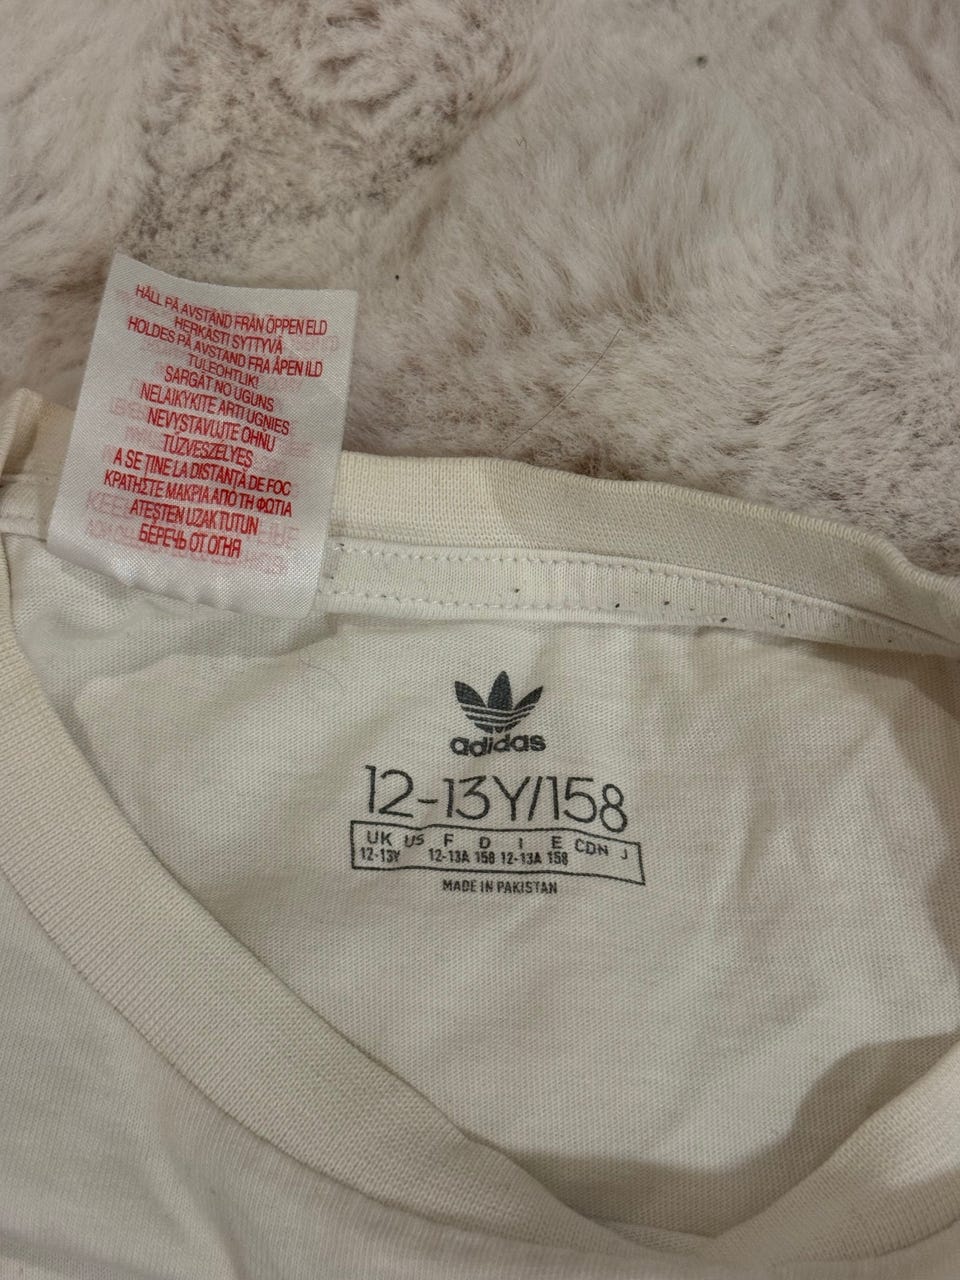 HÅLL PÅ AVSTÅND FRÅN ÖPPEN ELD
HERKÄSTI SYTTYVÄ
HOLDES PÅ AVSTAND FRA ÅPEN ILD
TULEOHTLIK!
SARGĀT NO UGUNS
NELAIKYKITE ARTI UGNIES
NEVYSTAVUJTE OHNU
TŰZVESZÉLYES
A SE ȚINE LA DISTANȚĂ DE FOC
ΚΡΑΤΗΣΤΕ ΜΑΚΡΙΑ ΑΠΟ ΤΗ ΦΩΤΙΑ
ATEŞTEN UZAK TUTUN
БЕРЕЧЬ ОТ ОГНЯ
adidas
12-13Y/158
UK US F D I E CDN J
12-13Y 12-13A 158 12-13A 158
MADE IN PAKISTAN